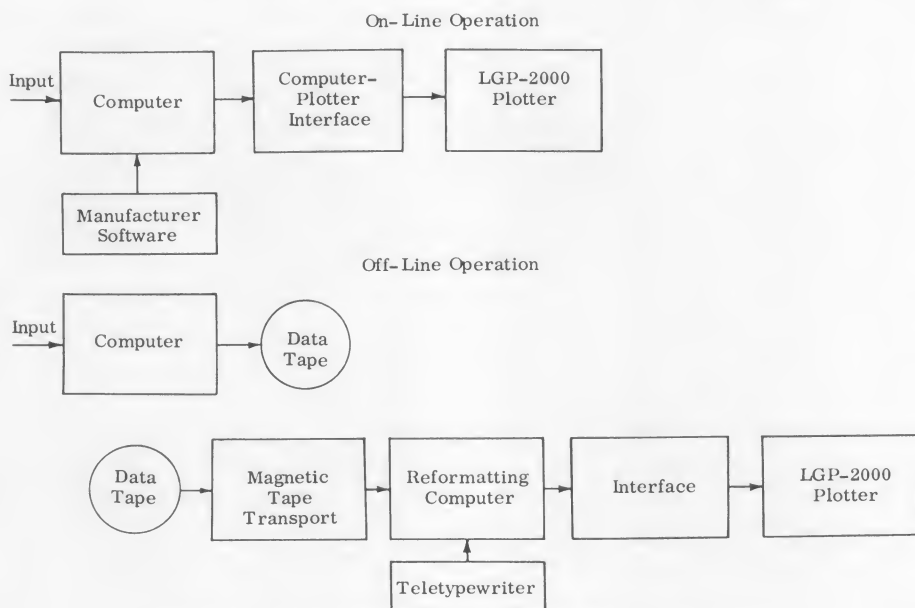 On-Line Operation
Input
Computer
Computer-
Plotter
Interface
LGP-2000
Plotter
Manufacturer
Software
Off-Line Operation
Input
Computer
Data
Tape
Data
Tape
Magnetic
Tape
Transport
Reformatting
Computer
Interface
LGP-2000
Plotter
Teletypewriter